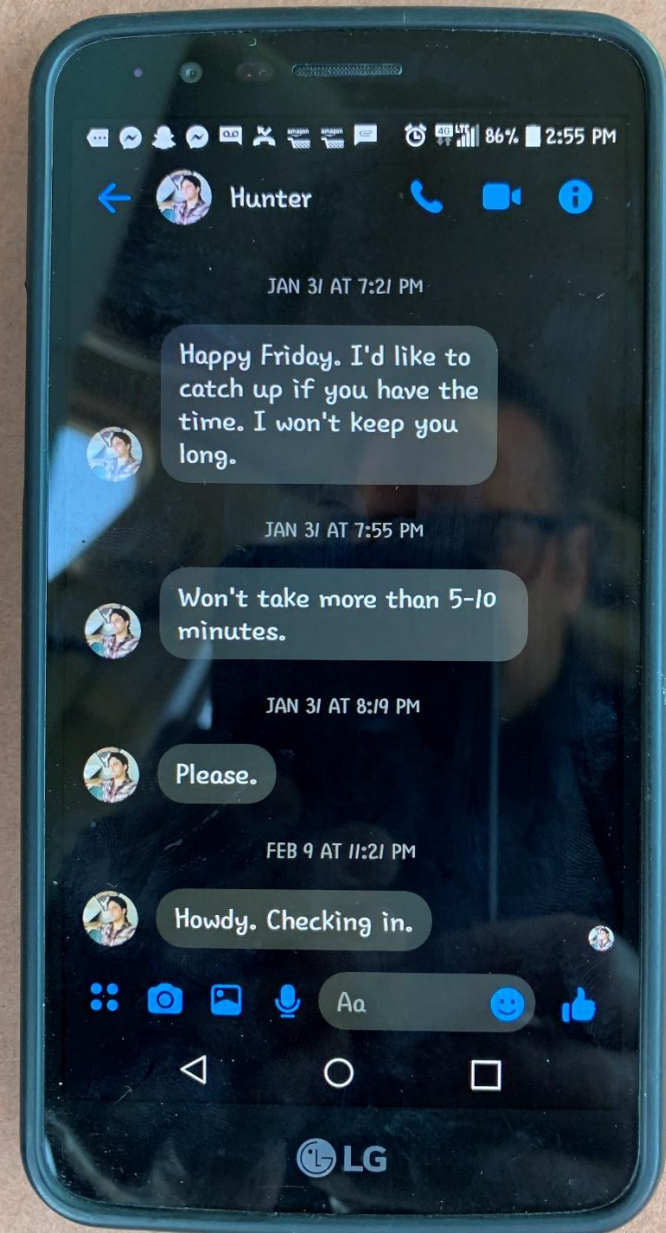 86% 2:55 PM
Hunter
JAN 31 AT 7:21 PM
Happy Friday. I'd like to
catch up if you have the
time. I won't keep you
long.
JAN 31 AT 7:55 PM
Won't take more than 5-10
minutes.
JAN 31 AT 8:19 PM
Please.
FEB 9 AT 11:21 PM
Howdy. Checking in.
Aa
LG